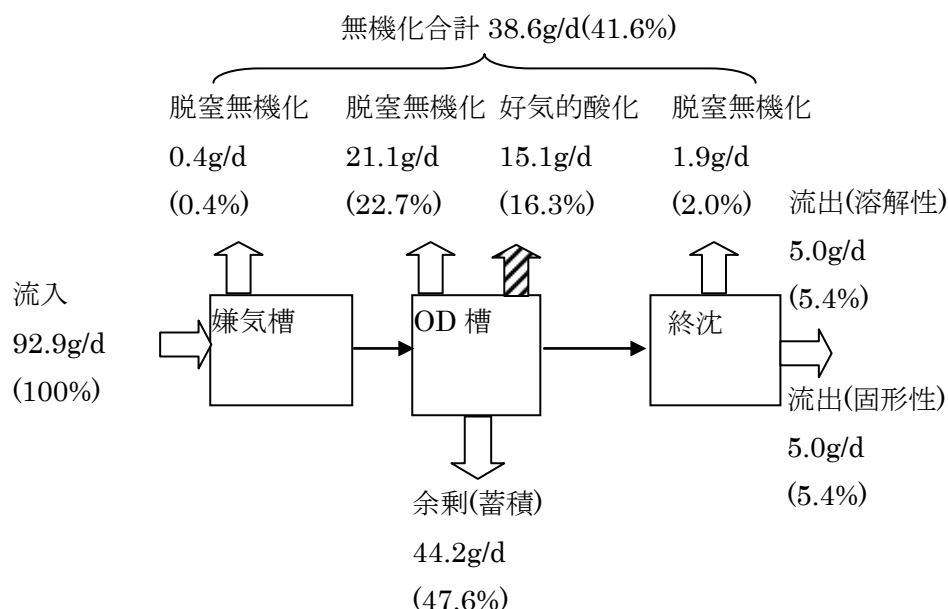 無機化合計 38.6g/d(41.6%)
脱窒無機化
0.4g/d
(0.4%)
脱窒無機化
21.1g/d
(22.7%)
好気的酸化
15.1g/d
(16.3%)
脱窒無機化
1.9g/d
(2.0%)
流出(溶解性)
5.0g/d
(5.4%)
流入
92.9g/d
(100%)
嫌気槽
OD 槽
終沈
流出(固形性)
5.0g/d
(5.4%)
余剰(蓄積)
44.2g/d
(47.6%)